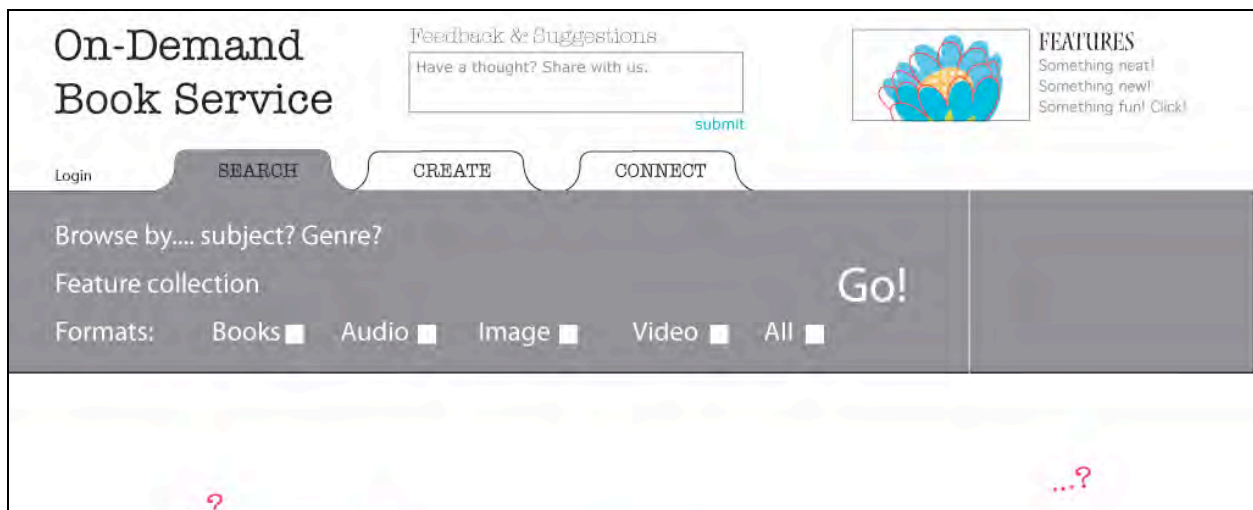 On-Demand
Book Service
Feedback & Suggestions
Have a thought? Share with us.
submit
FEATURES
Something neat!
Something new!
Something fun! Click!
Login
SEARCH
CREATE
CONNECT
Browse by.... subject? Genre?
Feature collection
Go!
Formats: Books Audio Image Video All
...?
?